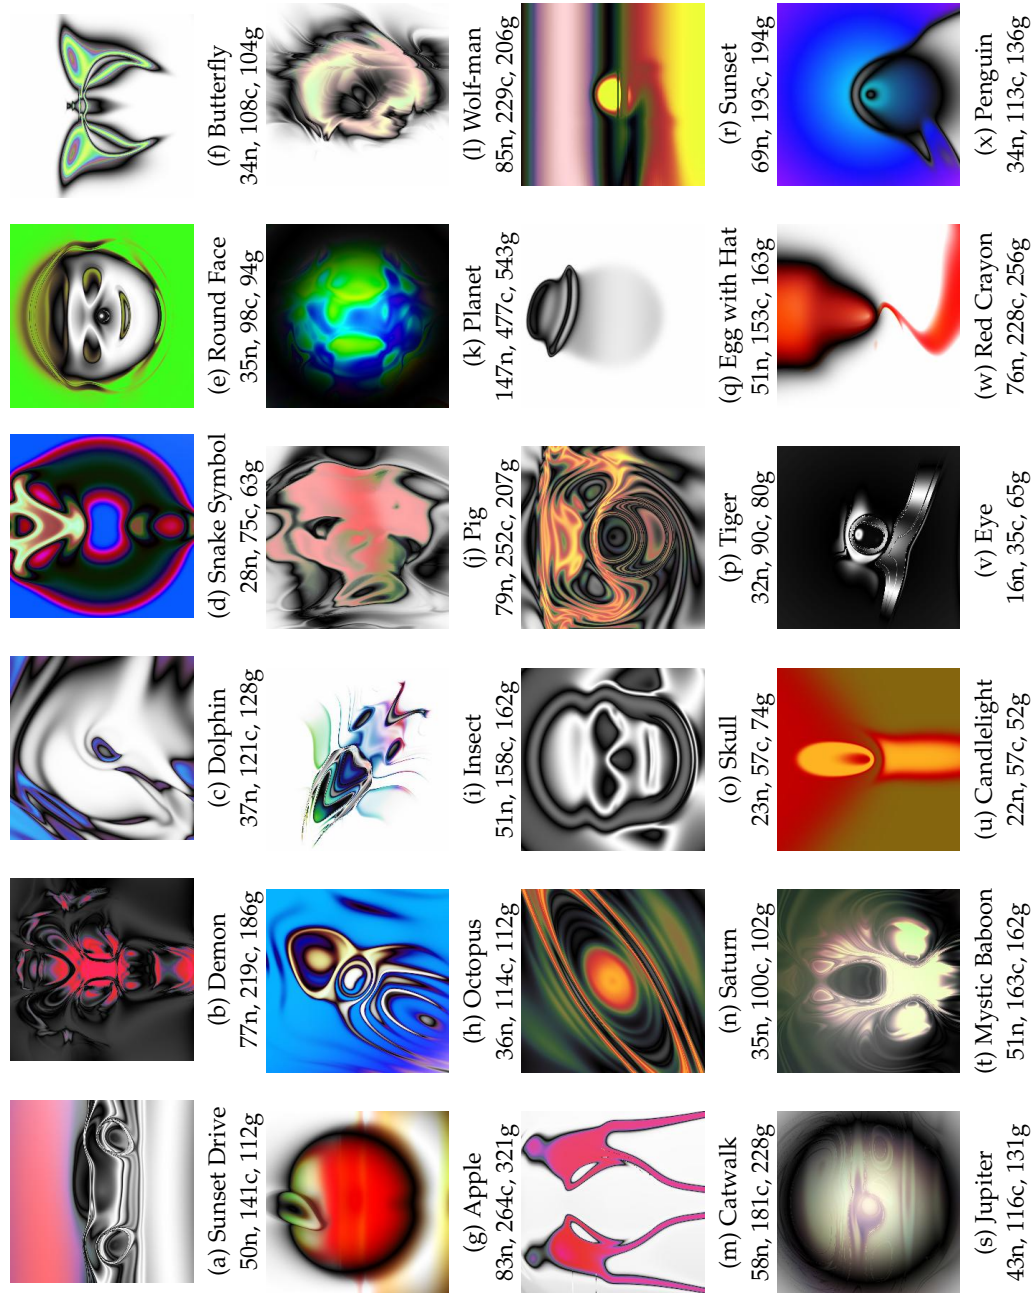 (a) Sunset Drive
50n, 141c, 112g
(b) Demon
77n, 219c, 186g
(c) Dolphin
37n, 121c, 128g
(d) Snake Symbol
28n, 75c, 63g
(e) Round Face
35n, 98c, 94g
(f) Butterfly
34n, 108c, 104g
(g) Apple
83n, 264c, 321g
(h) Octopus
36n, 114c, 112g
(i) Insect
51n, 158c, 162g
(j) Pig
79n, 252c, 207g
(k) Planet
147n, 477c, 543g
(l) Wolf-man
85n, 229c, 206g
(m) Catwalk
58n, 181c, 228g
(n) Saturn
35n, 100c, 102g
(o) Skull
23n, 57c, 74g
(p) Tiger
32n, 90c, 80g
(q) Egg with Hat
51n, 153c, 163g
(r) Sunset
69n, 193c, 194g
(s) Jupiter
43n, 116c, 131g
(t) Mystic Baboon
51n, 163c, 162g
(u) Candlelight
22n, 57c, 52g
(v) Eye
16n, 35c, 65g
(w) Red Crayon
76n, 228c, 256g
(x) Penguin
34n, 113c, 136g